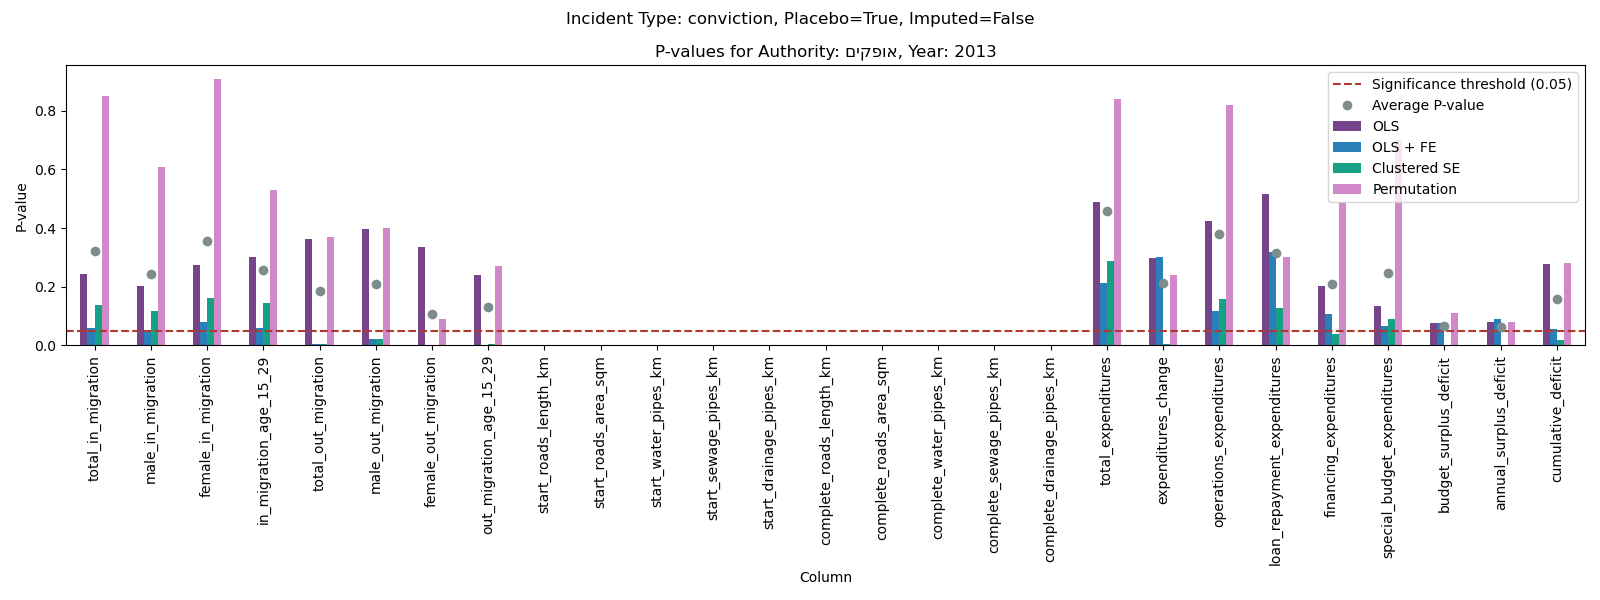 Incident Type: conviction, Placebo=True, Imputed=False
P-values for Authority: םיקפוא, Year: 2013
Significance threshold (0.05)
Average P-value
OLS
OLS + FE
Clustered SE
Permutation
P-value
0.8
0.6
0.4
0.2
0.0
total_in_migration
male_in_migration
female_in_migration
in_migration_age_15_29
total_out_migration
male_out_migration
female_out_migration
out_migration_age_15_29
start_roads_length_km
start_roads_area_sqm
start_water_pipes_km
start_sewage_pipes_km
start_drainage_pipes_km
complete_roads_length_km
complete_roads_area_sqm
complete_water_pipes_km
complete_sewage_pipes_km
complete_drainage_pipes_km
total_expenditures
expenditures_change
operations_expenditures
loan_repayment_expenditures
financing_expenditures
special_budget_expenditures
budget_surplus_deficit
annual_surplus_deficit
cumulative_deficit
Column